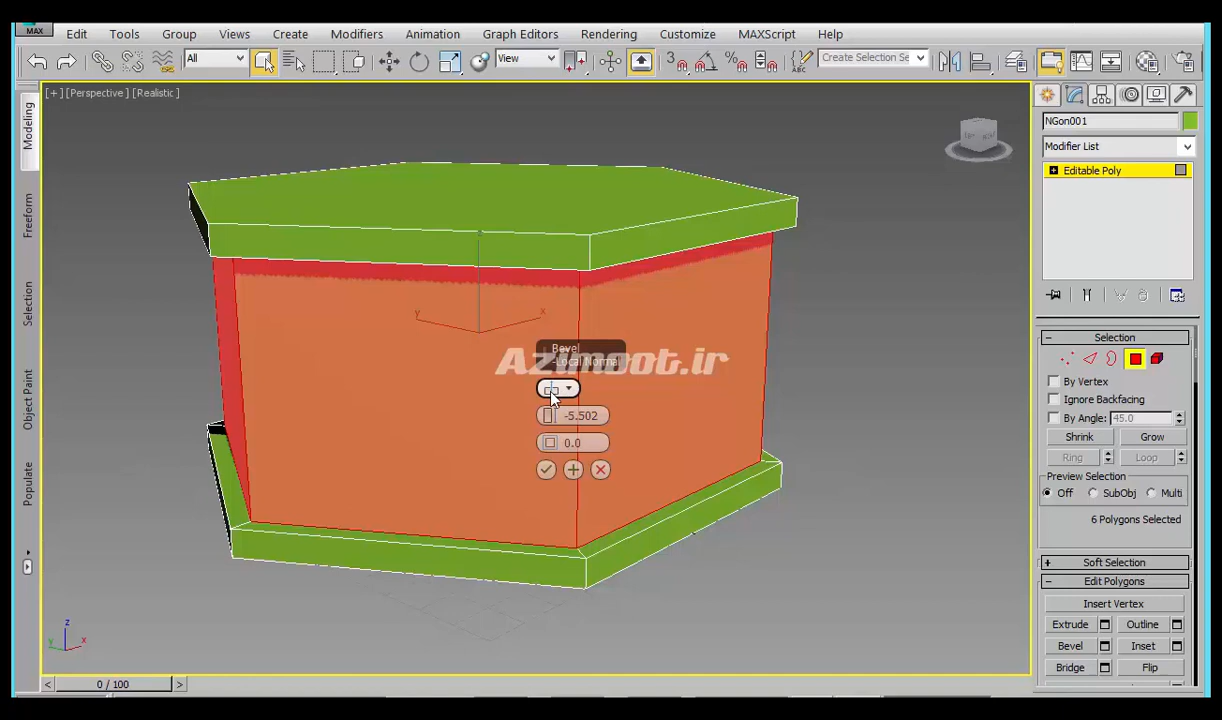 MAX
Edit Tools Group Views Create Modifiers Animation Graph Editors Rendering Customize MAXScript Help
All View 3 Create Selection Se
[+] [Perspective] [Realistic]
Modeling
Freeform
Selection
Object Paint
Populate
NGon001
Modifier List
Editable Poly
Selection
By Vertex
Ignore Backfacing
By Angle: 45.0
Shrink Grow
Ring Loop
Preview Selection
Off SubObj Multi
6 Polygons Selected
Soft Selection
Edit Polygons
Insert Vertex
Extrude Outline
Bevel Inset
Bridge Flip
y x
Bevel
-Local Normal
Azimoot.ir
-5.502
0.0
z
y x
< 0 / 100 >